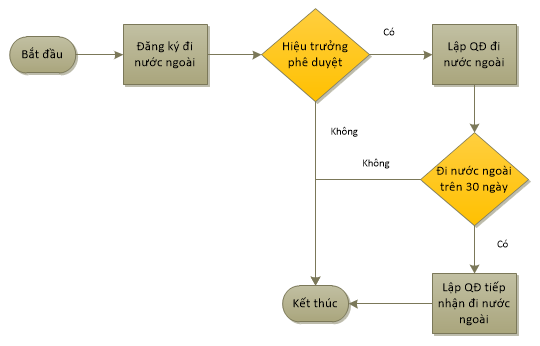 Bắt đầu
Đăng ký đi
nước ngoài
Hiệu trưởng
phê duyệt
Có
Lập QĐ đi
nước ngoài
Không
Không
Đi nước ngoài
trên 30 ngày
Có
Kết thúc
Lập QĐ tiếp
nhận đi nước
ngoài